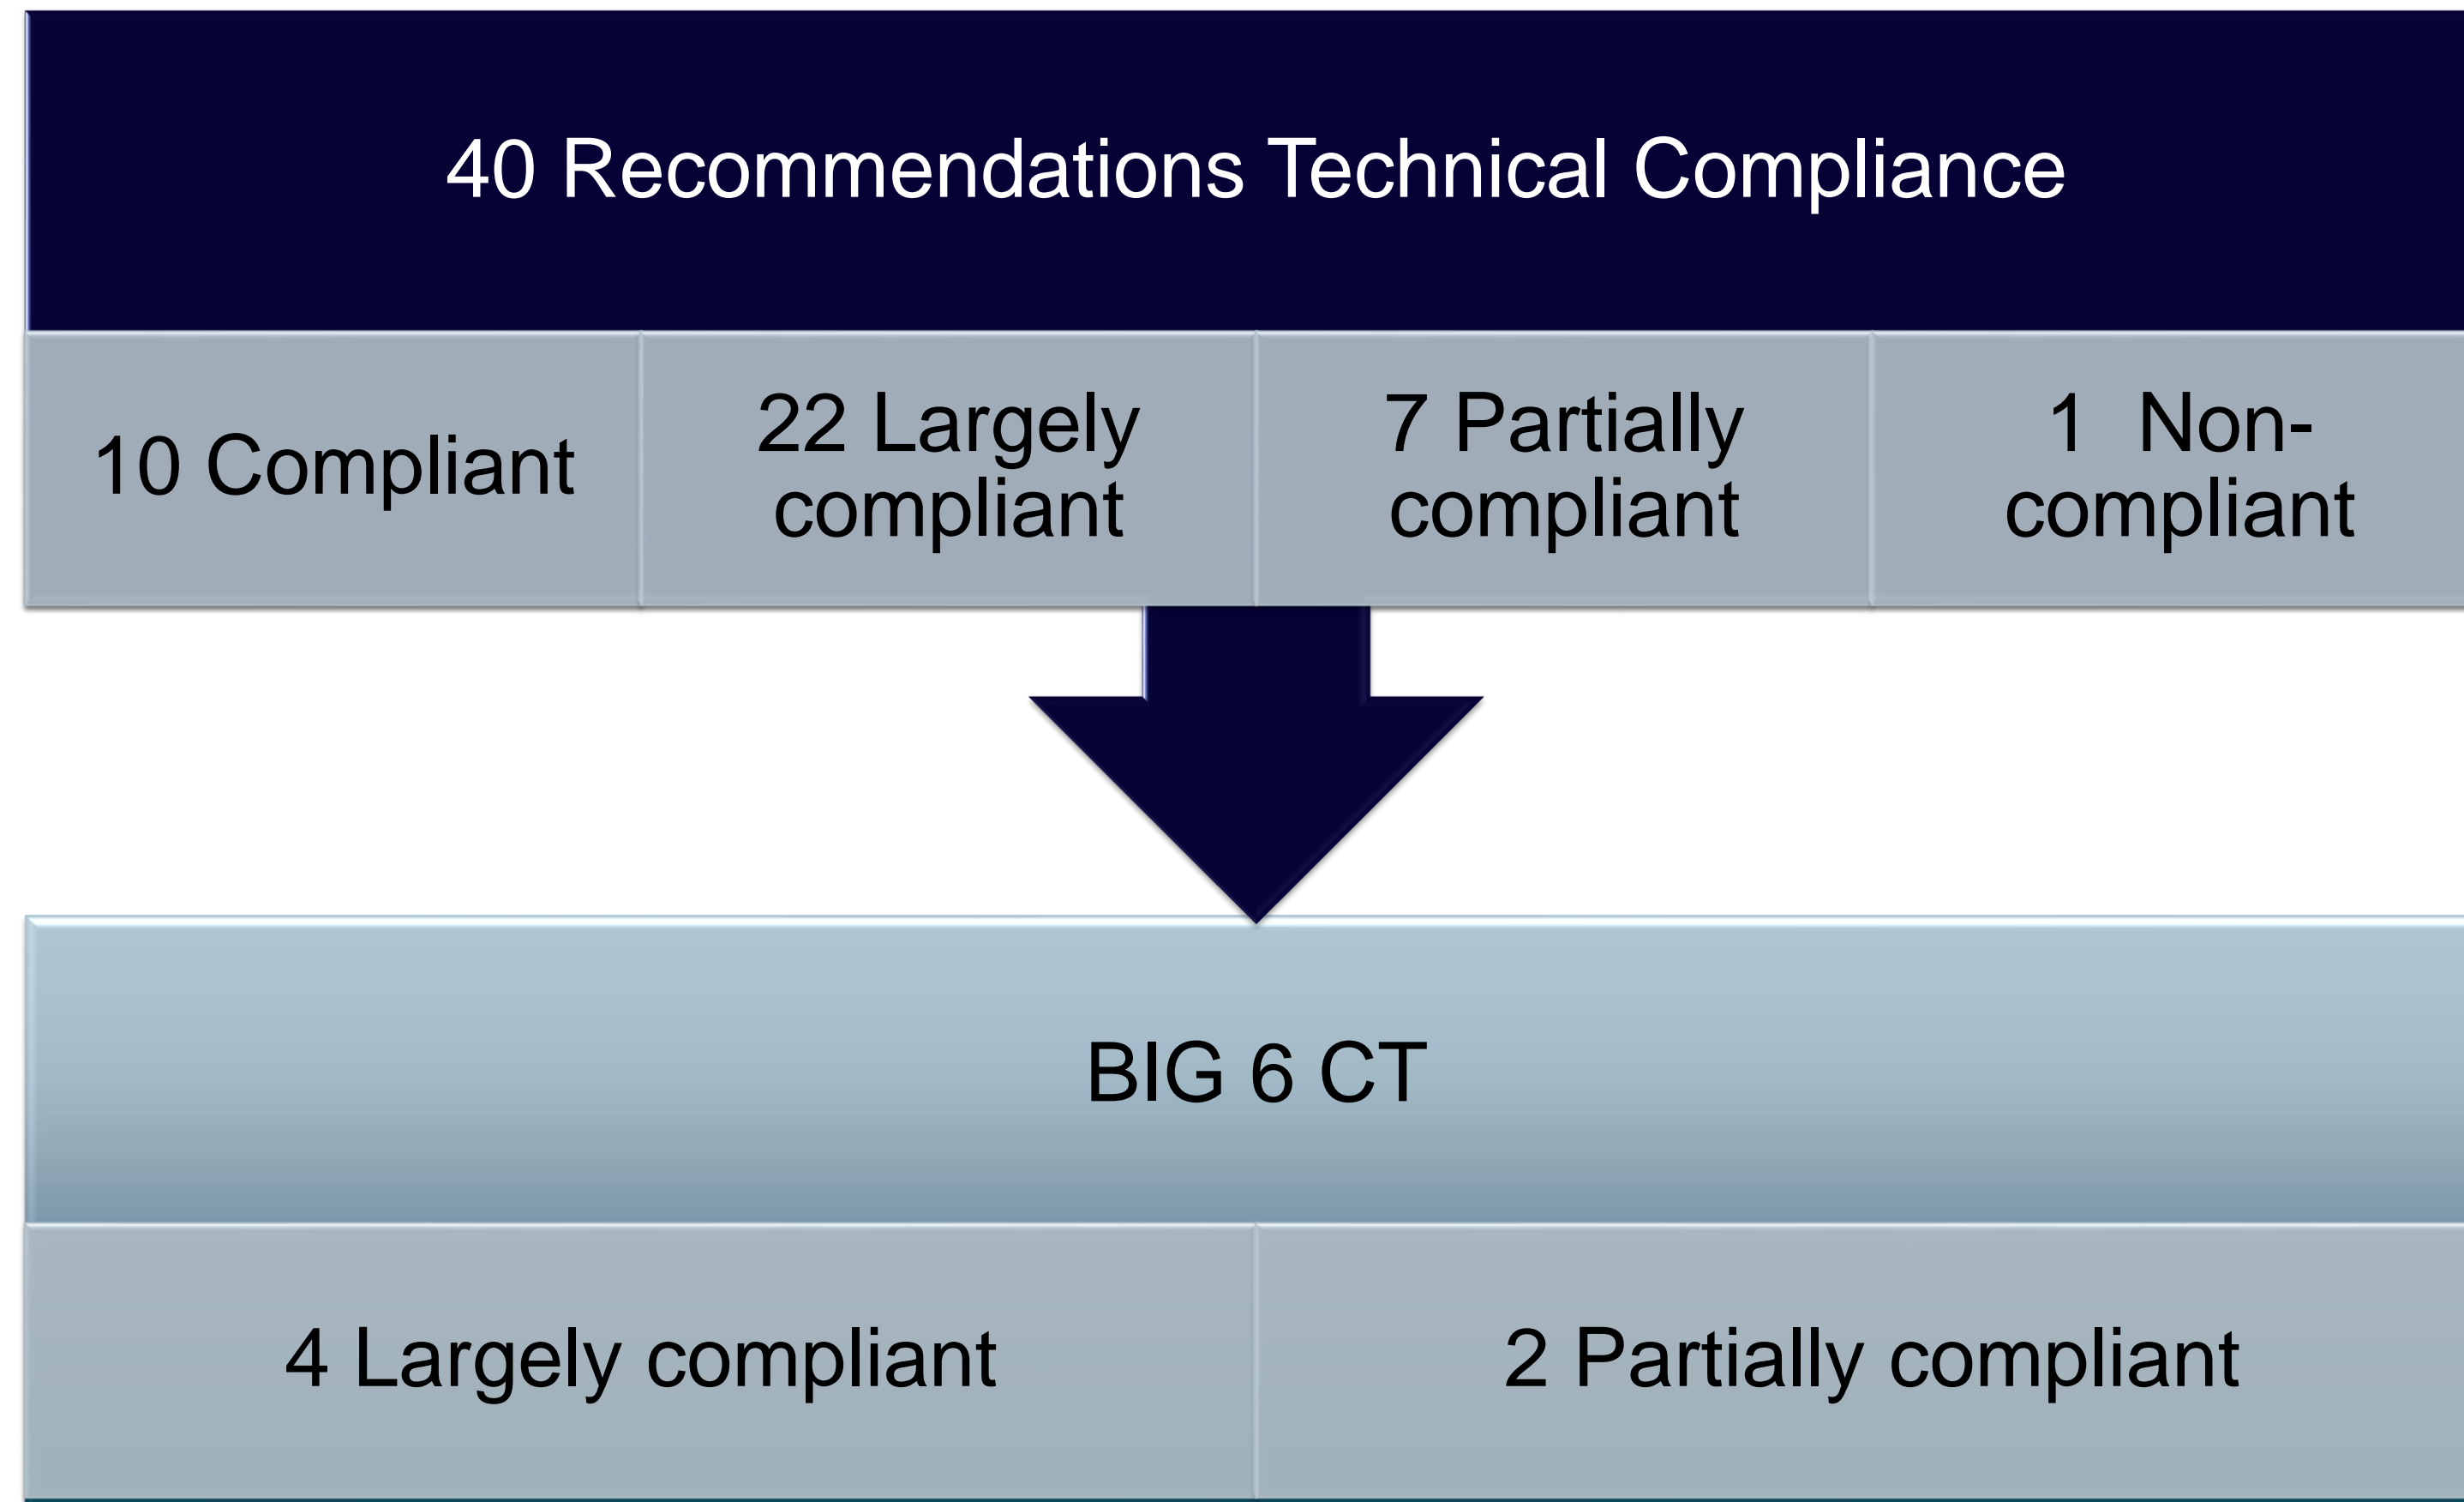 40 Recommendations Technical Compliance
10 Compliant
22 Largely
compliant
7 Partially
compliant
1 Non-
compliant
BIG 6 CT
4 Largely compliant
2 Partially compliant